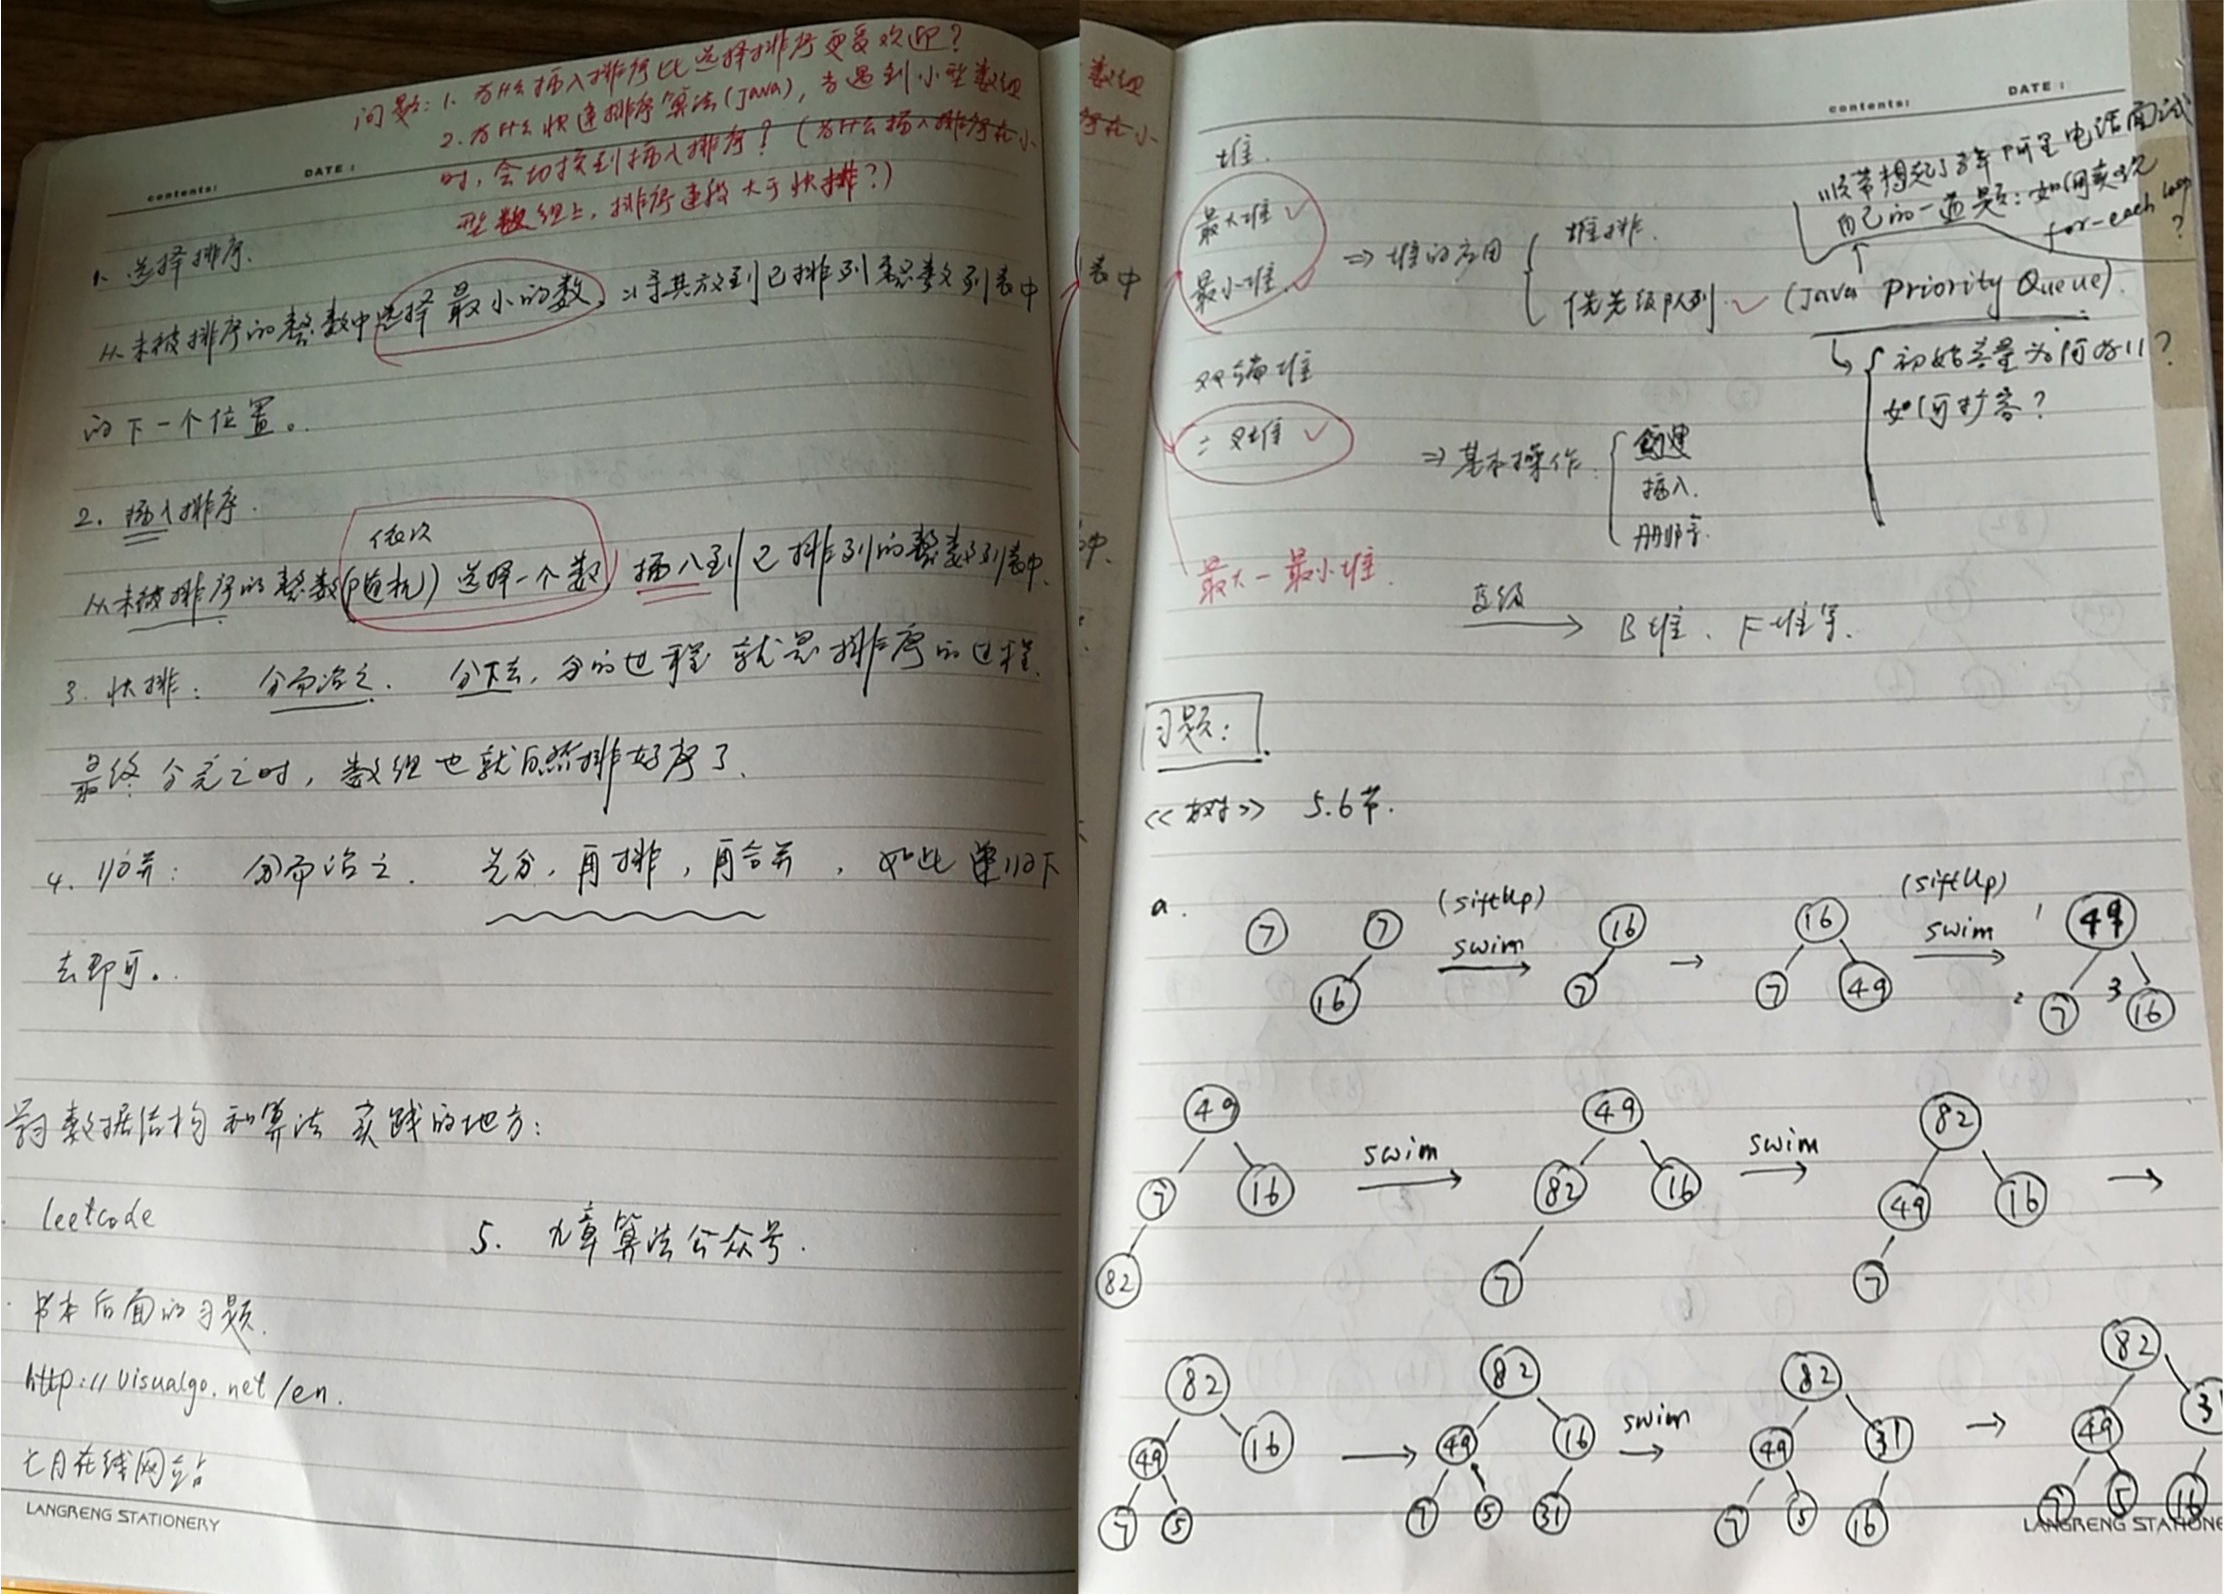 问题：1. 为什么插入排序比选择排序更受欢迎？
2. 为什么快速排序算法(java)，当遇到小型数组
时，会切换到插入排序？（为什么插入排序在小
型数组上，排序速度大于快排？）
contents: DATE:
1. 选择排序.
从未被排序的整数中选择最小的数，将其放到已排列整数列表中
的下一个位置。
2. 插入排序.
依次
从未被排序的整数(随机)选择一个数，插入到已排列的整数列表中.
3. 快排： 分而治之. 分下去，分的过程就是排序的过程.
最终分完之时，数组也就自然排好序了.
4. 归并： 分而治之. 先分，再排，再合并，如此递归下
去即可。
数据结构和算法实践的地方：
leetcode
5. 九章算法公众号.
书本后面的习题.
http://visualgo.net/en.
七月在线网站
LANGRENG STATIONERY
数组
序在小
表中
中.
contents: DATE:
堆.
顺带想起了当年阿里电话面试
自己的一道题：如何实现
for-each loop
?
最大堆 ✓
最小堆 ✓
⇒ 堆的应用
堆排.
优先级队列 ✓ (Java Priority Queue).
初始容量为何为11？
如何扩容？
双端堆
二叉堆 ✓
⇒ 基本操作：
创建
插入.
删除.
最大-最小堆.
高级
→ B堆、F堆等.
习题：
<<树>> 5.6节.
a. 7 7 16 (siftUp) swim → 16 7 → 16 7 49 (siftUp) swim → 1 49 2 7 3 16
49 7 16 82 swim → 49 82 16 7 swim → 82 49 16 7 →
82 49 16 7 5 → 82 49 16 7 5 31 swim → 82 49 31 7 5 16 → 82 49 3 7 5 16
LANGRENG STATIONE